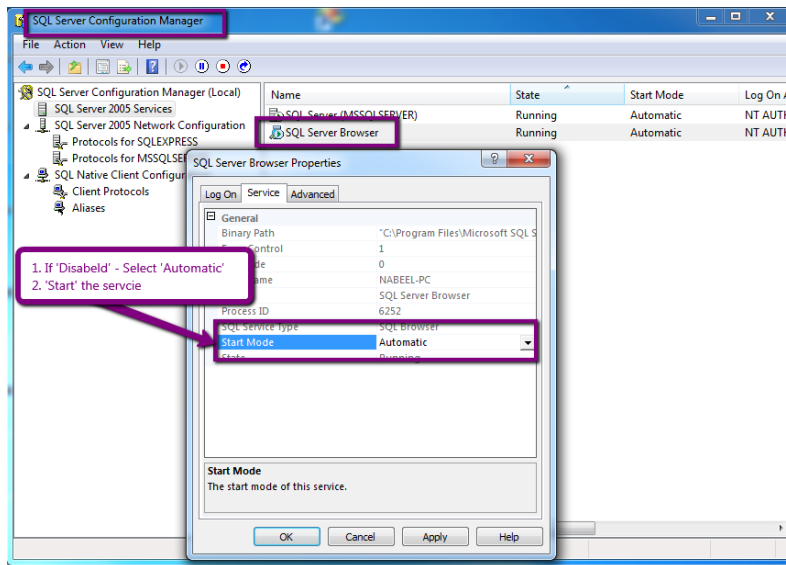 SQL Server Configuration Manager
File Action View Help
SQL Server Configuration Manager (Local)
SQL Server 2005 Services
SQL Server 2005 Network Configuration
Protocols for SQLEXPRESS
Protocols for MSSQLSE
SQL Native Client Configur
Client Protocols
Aliases
Name State Start Mode Log On A
SQL Server (MSSQLSERVER) Running Automatic NT AUTH
SQL Server Browser Running Automatic NT AUTH
SQL Server Browser Properties
Log On Service Advanced
General
Binary Path "C:\Program Files\Microsoft SQL S
Control 1
de 0
ame NABEEL-PC
SQL Server Browser
Process ID 6252
SQL Service Type SQL Browser
Start Mode Automatic
State Running
1. If 'Disabeld' - Select 'Automatic'
2. 'Start' the servcie
Start Mode
The start mode of this service.
OK Cancel Apply Help